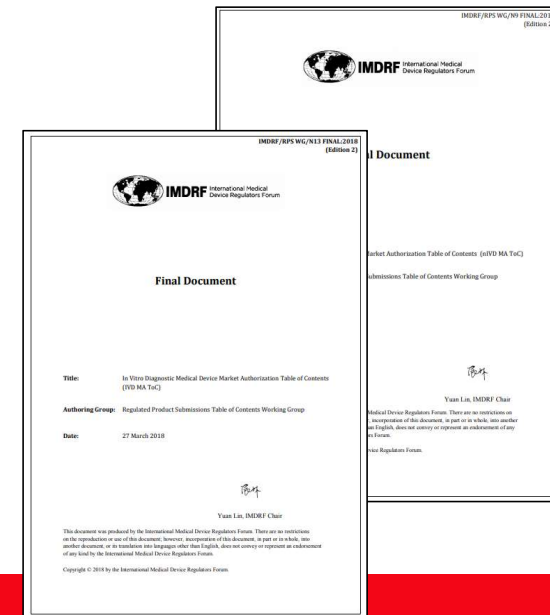 IMDRF/RPS WG/N9 FINAL:201
(Edition 2
IMDRF International Medical
Device Regulators Forum
l Document
Market Authorization Table of Contents (nIVD MA ToC)
Submissions Table of Contents Working Group
Yuan Lin, IMDRF Chair
Medical Device Regulators Forum. There are no restrictions on
incorporation of this document, in part or in whole, into another
an English, does not convey or represent an endorsement of any
rs Forum.
vice Regulators Forum.
IMDRF/RPS WG/N13 FINAL:2018
(Edition 2)
IMDRF International Medical
Device Regulators Forum
Final Document
Title: In Vitro Diagnostic Medical Device Market Authorization Table of Contents
(IVD MA ToC)
Authoring Group: Regulated Product Submissions Table of Contents Working Group
Date: 27 March 2018
Yuan Lin, IMDRF Chair
This document was produced by the International Medical Device Regulators Forum. There are no restrictions
on the reproduction or use of this document; however, incorporation of this document, in part or in whole, into
another document, or its translation into languages other than English, does not convey or represent an endorsement
of any kind by the International Medical Device Regulators Forum.
Copyright © 2018 by the International Medical Device Regulators Forum.